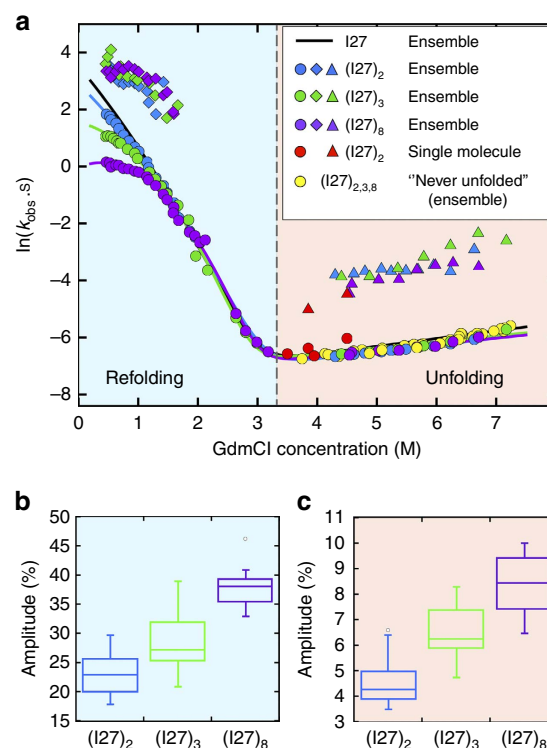 a
I27 Ensemble
(I27)2 Ensemble
(I27)3 Ensemble
(I27)8 Ensemble
(I27)2 Single molecule
(I27)2,3,8 "Never unfolded"
(ensemble)
ln(kobs.s)
6
4
2
0
−2
−4
−6
−8
Refolding
Unfolding
0 1 2 3 4 5 6 7
GdmCl concentration (M)
b
Amplitude (%)
50
45
40
35
30
25
20
15
(I27)2 (I27)3 (I27)8
c
Amplitude (%)
11
10
9
8
7
6
5
4
3
(I27)2 (I27)3 (I27)8